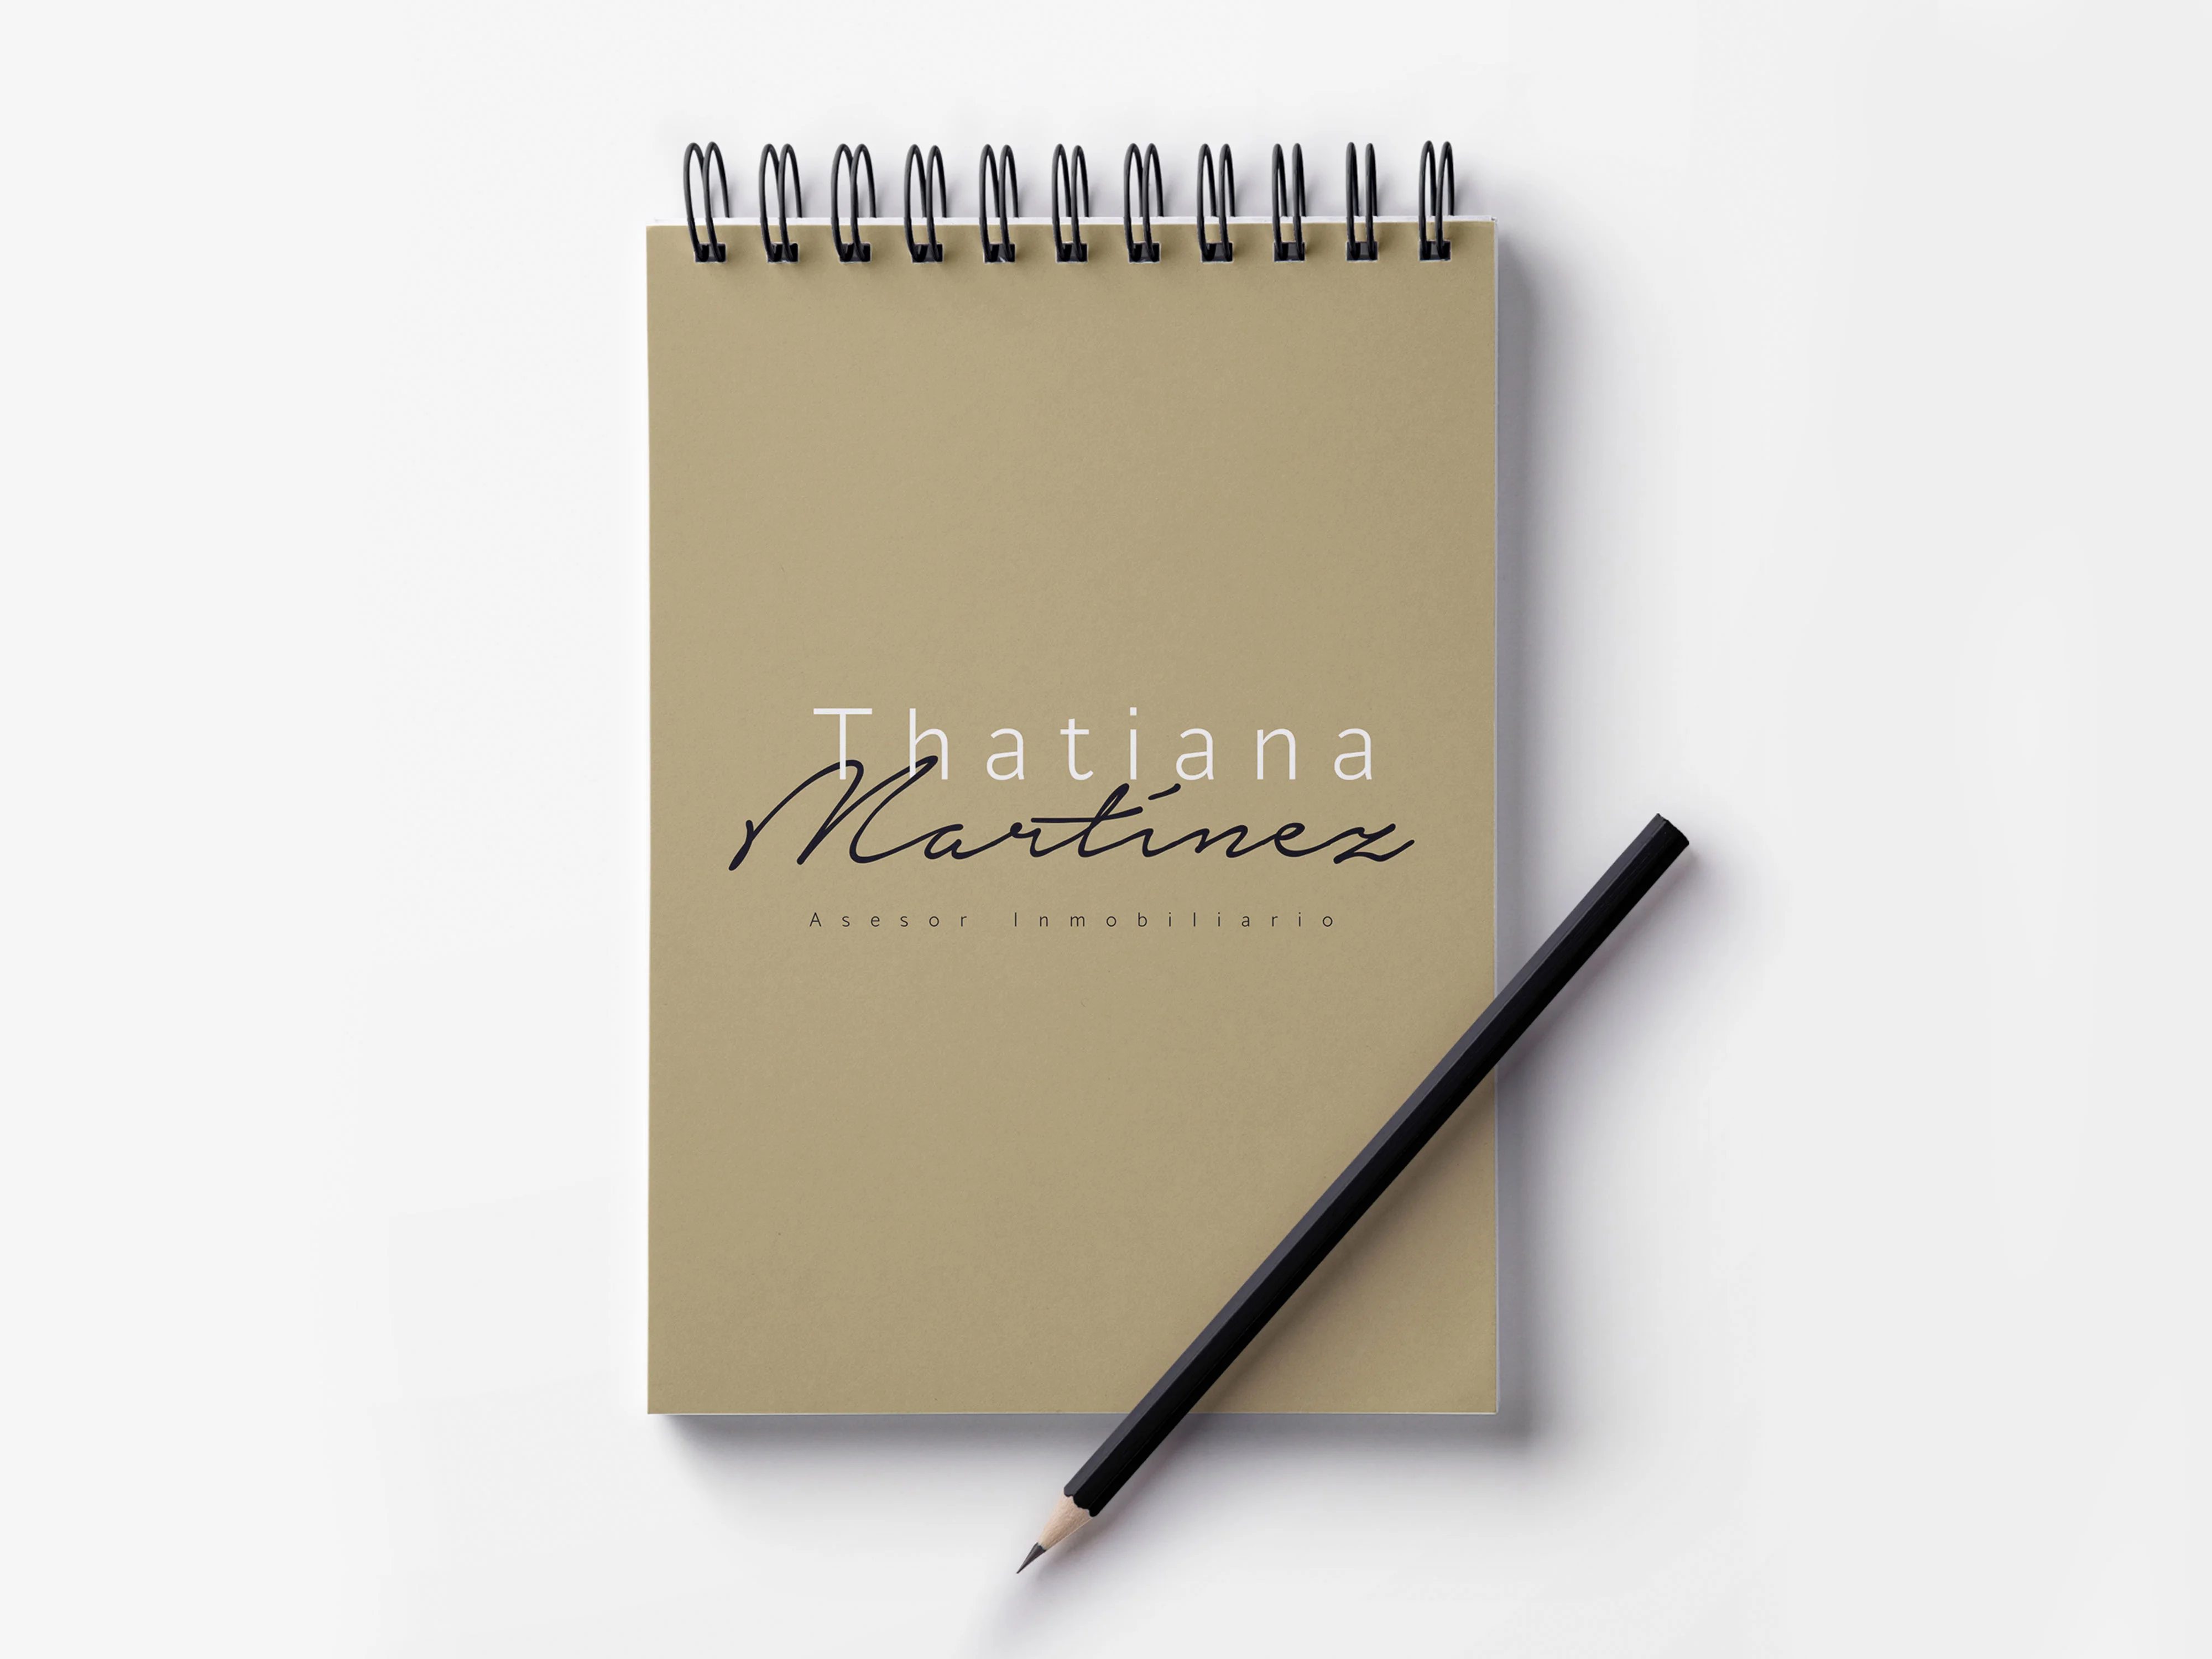 Thatiana
Martínez
Asesor Inmobiliario